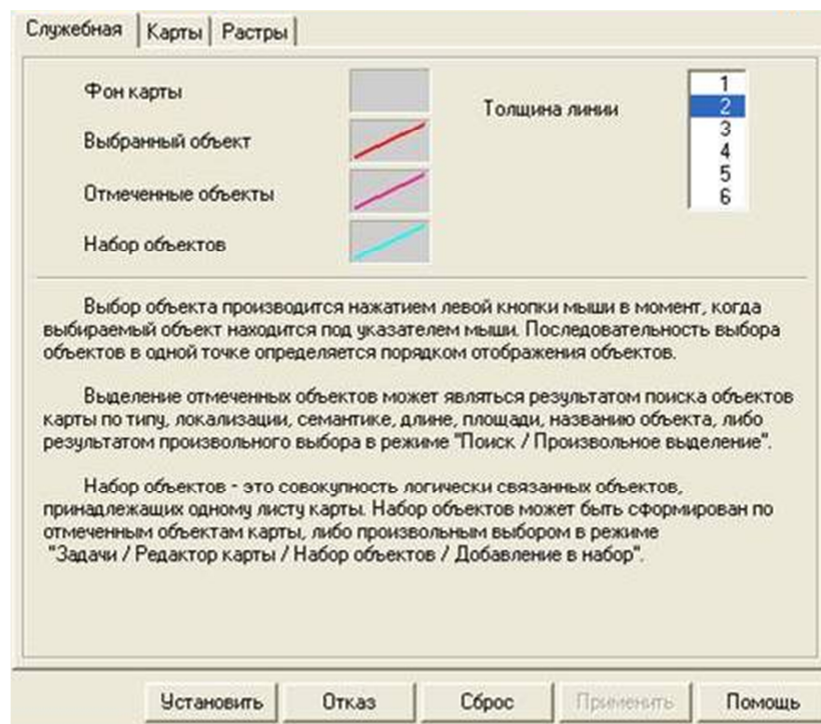 Служебная Карты Растры
Фон карты
Толщина линии
1
2
3
4
5
6
Выбранный объект
Отмеченные объекты
Набор объектов
Выбор объекта производится нажатием левой кнопки мыши в момент, когда
выбираемый объект находится под указателем мыши. Последовательность выбора
объектов в одной точке определяется порядком отображения объектов.
Выделение отмеченных объектов может являться результатом поиска объектов
карты по типу, локализации, семантике, длине, площади, названию объекта, либо
результатом произвольного выбора в режиме "Поиск / Произвольное выделение".
Набор объектов - это совокупность логически связанных объектов,
принадлежащих одному листу карты. Набор объектов может быть сформирован по
отмеченным объектам карты, либо произвольным выбором в режиме
"Задачи / Редактор карты / Набор объектов / Добавление в набор".
Установить Отказ Сброс Применить Помощь